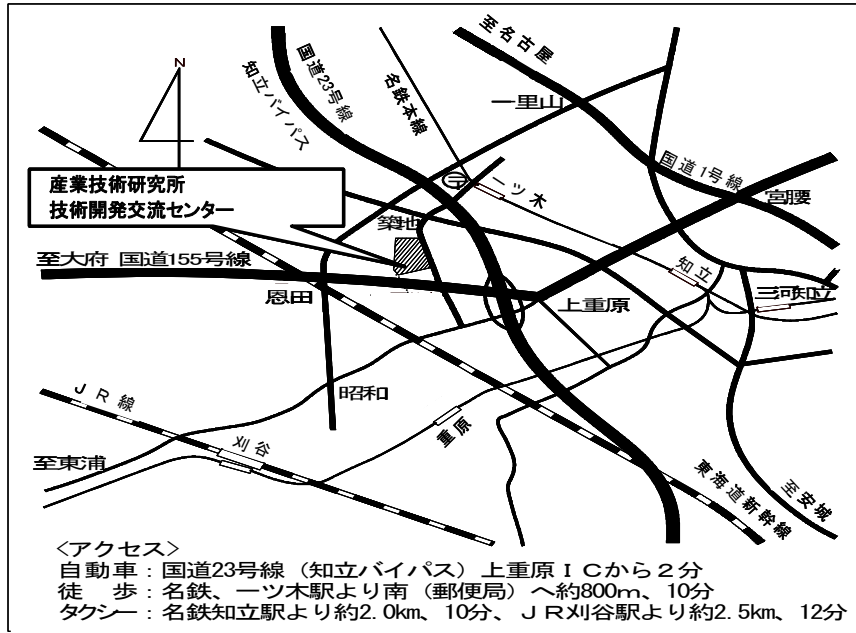 至名古屋
国道23号線
知立バイパス
名鉄本線
一里山
N
国道1号線
産業技術研究所
技術開発交流センター
一ツ木
宮腰
築地
至大府 国道155号線
知立
三河知立
恩田
上重原
昭和
JR線
重原
刈谷
至東浦
東海道新幹線
至安城
<アクセス>
自動車:国道23号線(知立バイパス)上重原ICから2分
徒 歩:名鉄、一ツ木駅より南(郵便局)へ約800m、10分
タクシー:名鉄知立駅より約2.0km、10分、JR刈谷駅より約2.5km、12分